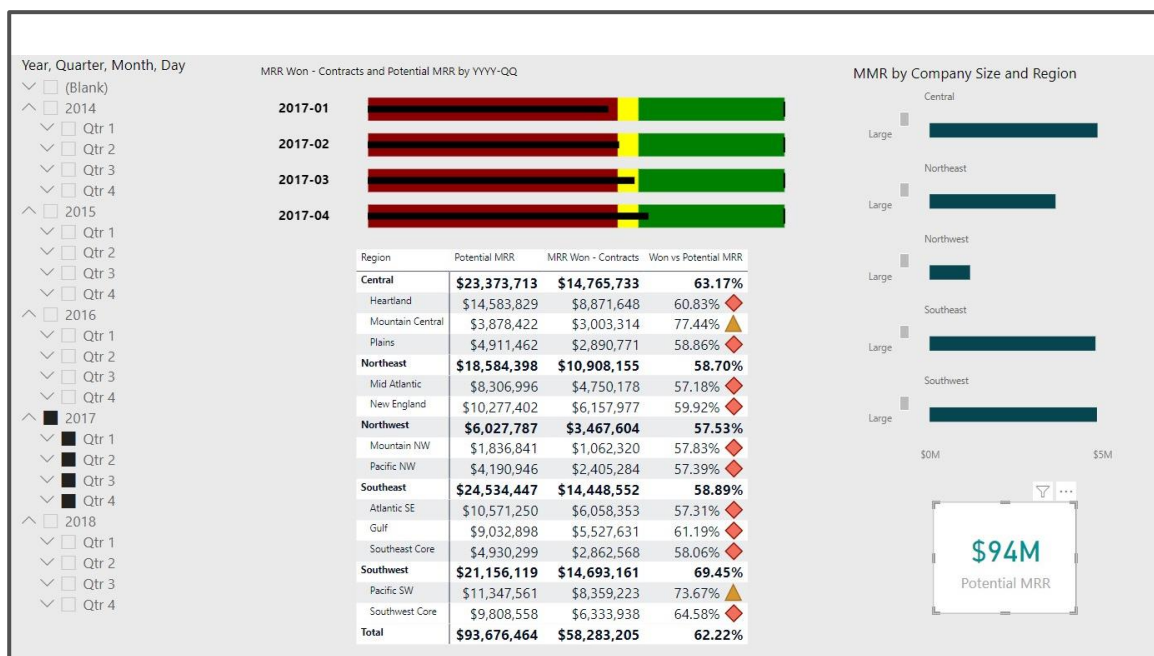 Year, Quarter, Month, Day
(Blank)
2014
Qtr 1
Qtr 2
Qtr 3
Qtr 4
2015
Qtr 1
Qtr 2
Qtr 3
Qtr 4
2016
Qtr 1
Qtr 2
Qtr 3
Qtr 4
2017
Qtr 1
Qtr 2
Qtr 3
Qtr 4
2018
Qtr 1
Qtr 2
Qtr 3
Qtr 4
MRR Won - Contracts and Potential MRR by YYYY-QQ
2017-01
2017-02
2017-03
2017-04
Region Potential MRR MRR Won - Contracts Won vs Potential MRR
Central $23,373,713 $14,765,733 63.17%
Heartland $14,583,829 $8,871,648 60.83%
Mountain Central $3,878,422 $3,003,314 77.44%
Plains $4,911,462 $2,890,771 58.86%
Northeast $18,584,398 $10,908,155 58.70%
Mid Atlantic $8,306,996 $4,750,178 57.18%
New England $10,277,402 $6,157,977 59.92%
Northwest $6,027,787 $3,467,604 57.53%
Mountain NW $1,836,841 $1,062,320 57.83%
Pacific NW $4,190,946 $2,405,284 57.39%
Southeast $24,534,447 $14,448,552 58.89%
Atlantic SE $10,571,250 $6,058,353 57.31%
Gulf $9,032,898 $5,527,631 61.19%
Southeast Core $4,930,299 $2,862,568 58.06%
Southwest $21,156,119 $14,693,161 69.45%
Pacific SW $11,347,561 $8,359,223 73.67%
Southwest Core $9,808,558 $6,333,938 64.58%
Total $93,676,464 $58,283,205 62.22%
MMR by Company Size and Region
Central
Large
Northeast
Large
Northwest
Large
Southeast
Large
Southwest
Large
$0M $5M
$94M
Potential MRR